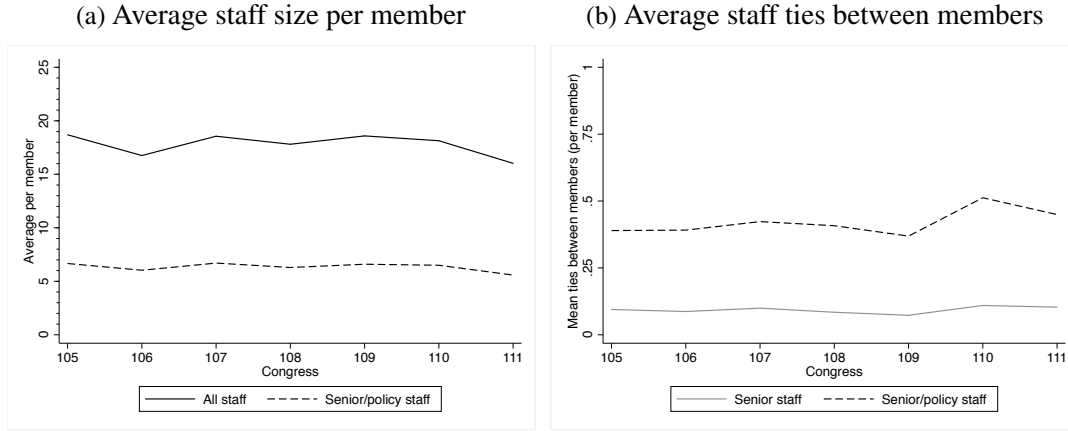 (a) Average staff size per member
Average per member
25
20
15
10
5
0
105 106 107 108 109 110 111
Congress
All staff Senior/policy staff
(b) Average staff ties between members
Mean ties between members (per member)
1
.75
.5
.25
0
105 106 107 108 109 110 111
Congress
Senior staff Senior/policy staff